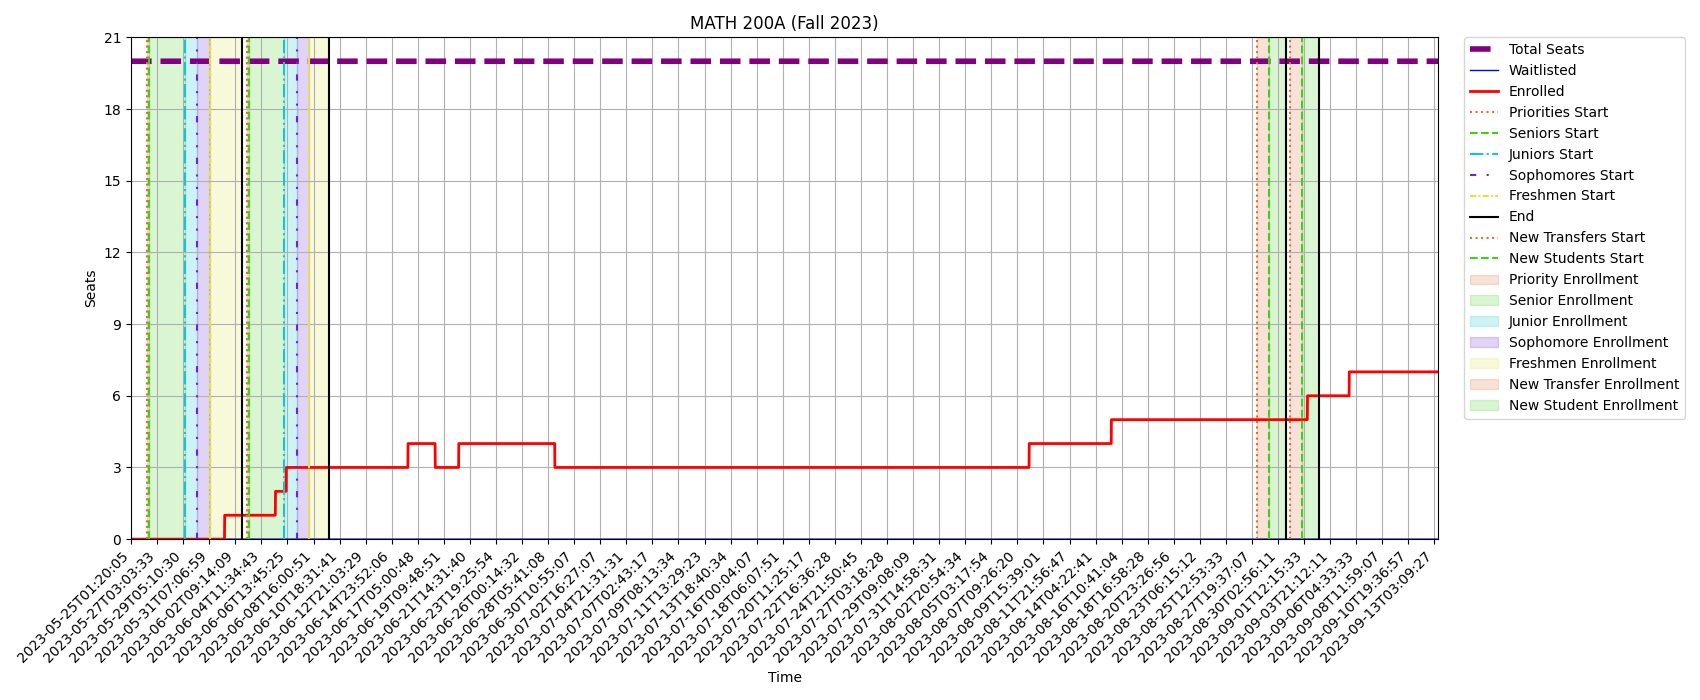 MATH 200A (Fall 2023)
Seats
21
18
15
12
9
6
3
0
2023-05-25T01:20:05
2023-05-27T03:03:33
2023-05-29T05:10:30
2023-05-31T07:06:59
2023-06-02T09:14:09
2023-06-04T11:34:43
2023-06-06T13:45:25
2023-06-08T16:00:51
2023-06-10T18:31:41
2023-06-12T21:03:29
2023-06-14T23:52:06
2023-06-17T05:00:48
2023-06-19T09:48:51
2023-06-21T14:31:40
2023-06-23T19:25:54
2023-06-26T00:14:32
2023-06-28T05:41:08
2023-06-30T10:55:07
2023-07-02T16:27:07
2023-07-04T21:31:31
2023-07-07T02:43:17
2023-07-09T08:13:34
2023-07-11T13:29:23
2023-07-13T18:40:34
2023-07-16T00:04:07
2023-07-18T06:07:51
2023-07-20T11:25:17
2023-07-22T16:36:28
2023-07-24T21:50:45
2023-07-27T03:18:28
2023-07-29T09:08:09
2023-07-31T14:58:31
2023-08-02T20:54:34
2023-08-05T03:17:54
2023-08-07T09:26:20
2023-08-09T15:39:01
2023-08-11T21:56:47
2023-08-14T04:22:41
2023-08-16T10:41:04
2023-08-18T16:58:28
2023-08-20T23:26:56
2023-08-23T06:15:12
2023-08-25T12:53:33
2023-08-27T19:37:07
2023-08-30T02:56:11
2023-09-01T12:15:33
2023-09-03T21:12:11
2023-09-06T04:33:33
2023-09-08T11:59:07
2023-09-10T19:36:57
2023-09-13T03:09:27
Time
Total Seats
Waitlisted
Enrolled
Priorities Start
Seniors Start
Juniors Start
Sophomores Start
Freshmen Start
End
New Transfers Start
New Students Start
Priority Enrollment
Senior Enrollment
Junior Enrollment
Sophomore Enrollment
Freshmen Enrollment
New Transfer Enrollment
New Student Enrollment